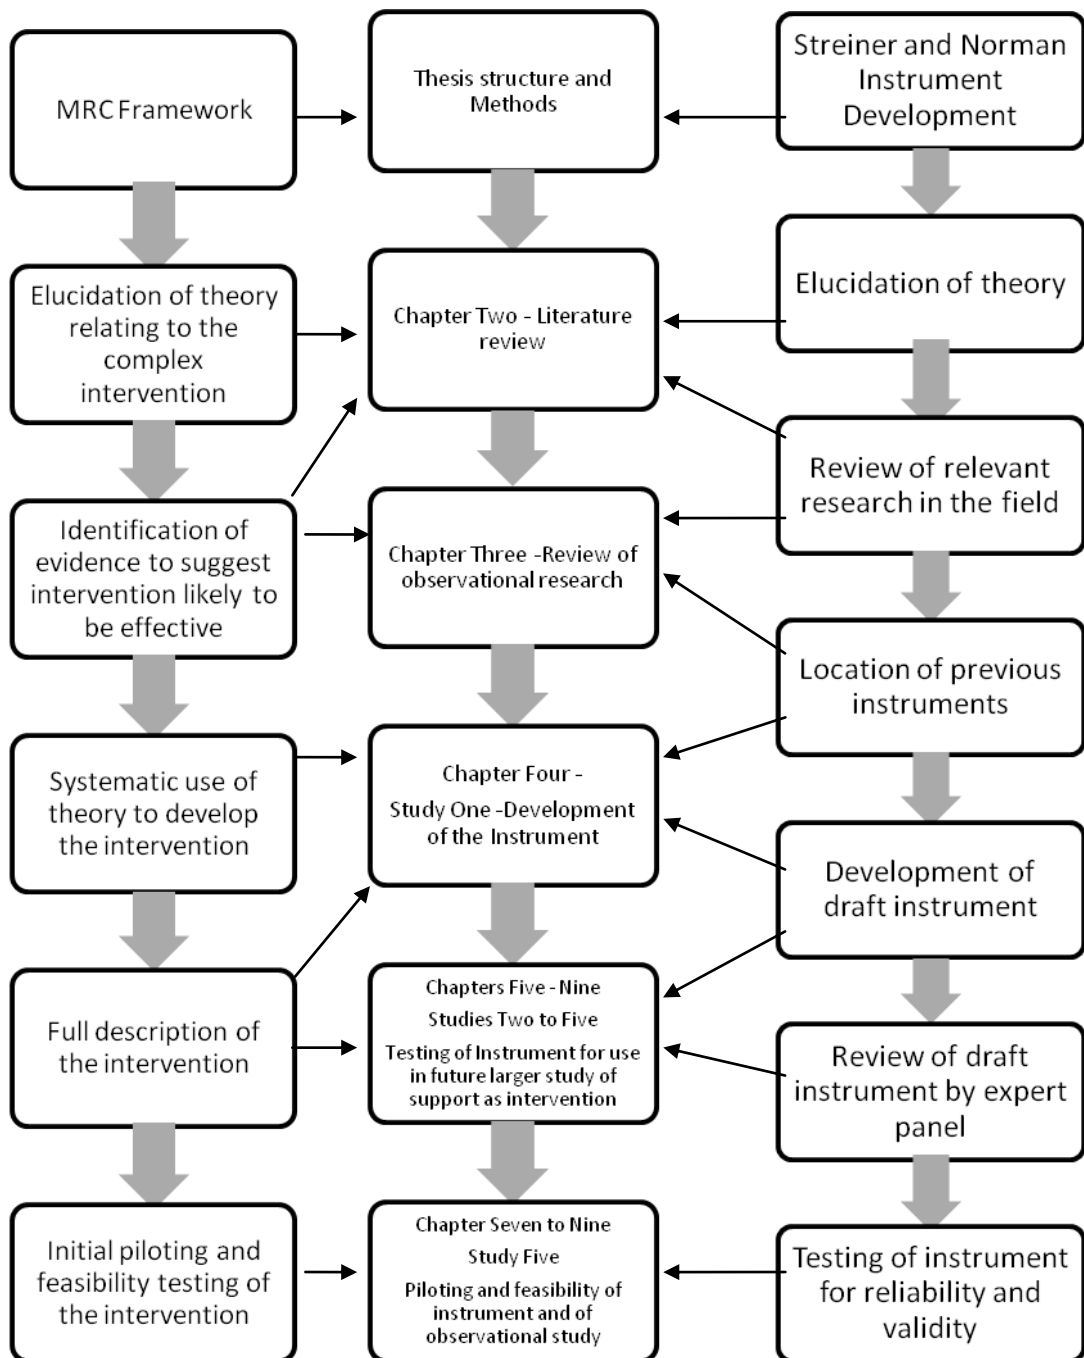 MRC Framework
Thesis structure and
Methods
Streiner and Norman
Instrument
Development
Elucidation of theory
relating to the
complex
intervention
Chapter Two - Literature
review
Elucidation of theory
Identification of
evidence to suggest
intervention likely to
be effective
Chapter Three -Review of
observational research
Review of relevant
research in the field
Location of previous
instruments
Systematic use of
theory to develop
the intervention
Chapter Four -
Study One -Development
of the Instrument
Development of
draft instrument
Full description of
the intervention
Chapters Five - Nine
Studies Two to Five
Testing of Instrument for use
in future larger study of
support as intervention
Review of draft
instrument by expert
panel
Initial piloting and
feasibility testing of
the intervention
Chapter Seven to Nine
Study Five
Piloting and feasibility of
instrument and of
observational study
Testing of instrument
for reliability and
validity